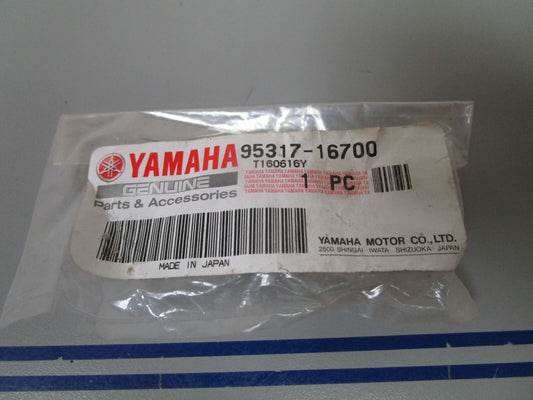 YAMAHA 95317-16700
T160616Y
GENUINE
Parts & Accessories
1 PC
YAMAHA MOTOR CO.,LTD.
2500 SHINGAI IWATA SHIZUOKA JAPAN
MADE IN JAPAN